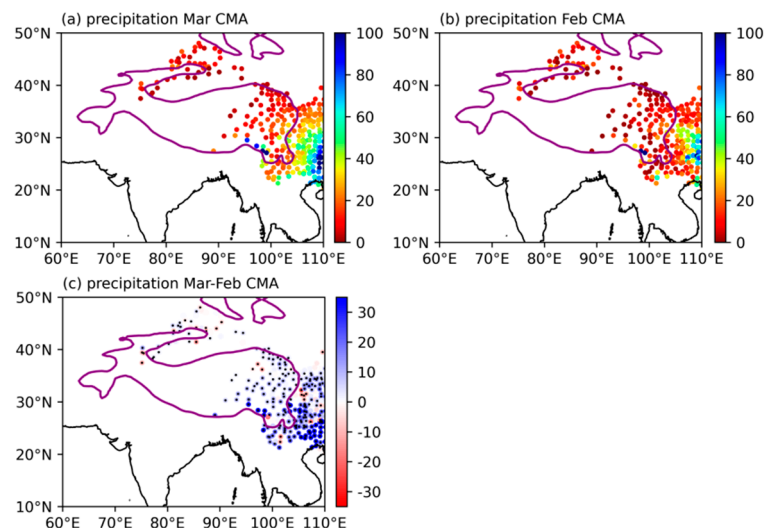 (a) precipitation Mar CMA
50°N
40°N
30°N
20°N
10°N
60°E 70°E 80°E 90°E 100°E 110°E
100
80
60
40
20
0
(b) precipitation Feb CMA
50°N
40°N
30°N
20°N
10°N
60°E 70°E 80°E 90°E 100°E 110°E
100
80
60
40
20
0
(c) precipitation Mar-Feb CMA
50°N
40°N
30°N
20°N
10°N
60°E 70°E 80°E 90°E 100°E 110°E
30
20
10
0
-10
-20
-30